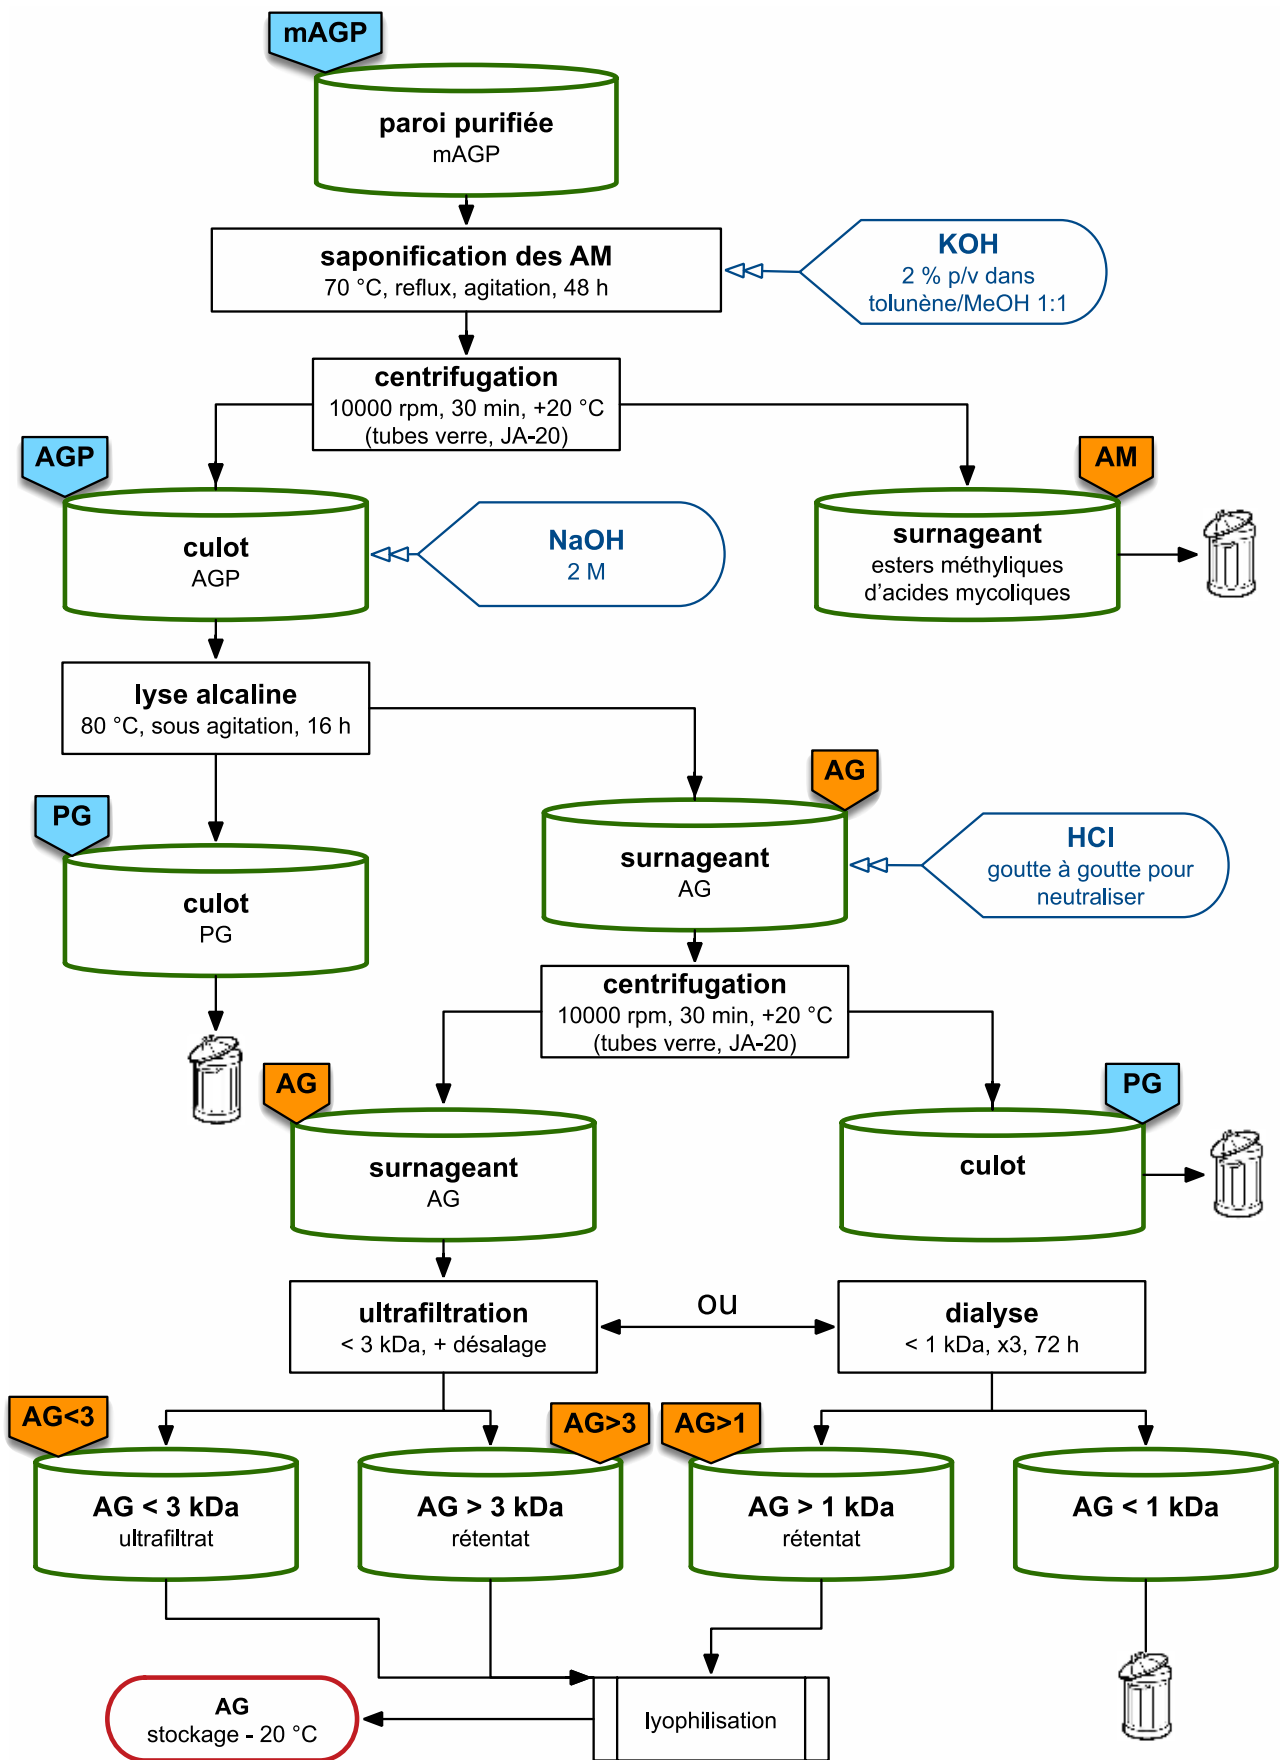 mAGP
paroi purifiée
mAGP
saponification des AM
70 °C, reflux, agitation, 48 h
KOH
2 % p/v dans
tolunène/MeOH 1:1
centrifugation
10000 rpm, 30 min, +20 °C
(tubes verre, JA-20)
AGP
culot
AGP
NaOH
2 M
AM
surnageant
esters méthyliques
d'acides mycoliques
lyse alcaline
80 °C, sous agitation, 16 h
PG
culot
PG
AG
surnageant
AG
HCl
goutte à goutte pour
neutraliser
centrifugation
10000 rpm, 30 min, +20 °C
(tubes verre, JA-20)
AG
surnageant
AG
PG
culot
ultrafiltration
< 3 kDa, + désalage
ou
dialyse
< 1 kDa, x3, 72 h
AG<3
AG < 3 kDa
ultrafiltrat
AG>3
AG > 3 kDa
rétentat
AG>1
AG > 1 kDa
rétentat
AG < 1 kDa
AG
stockage - 20 °C
lyophilisation